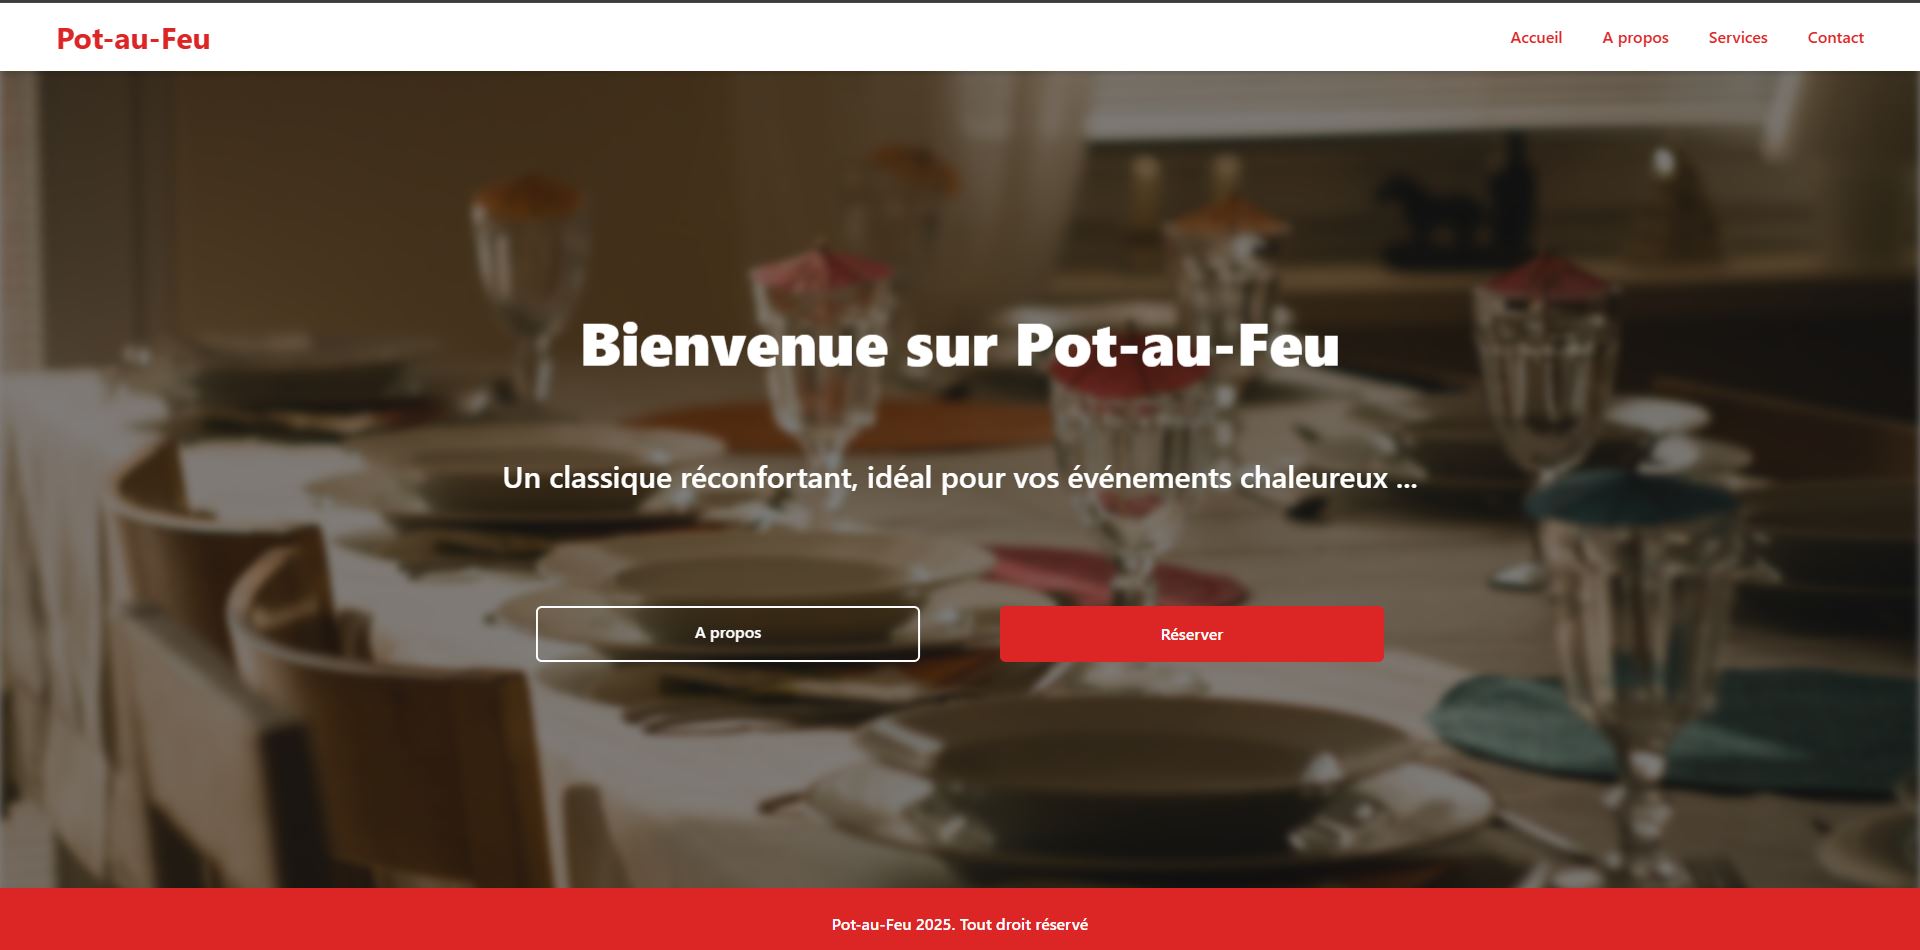 Pot-au-Feu
Accueil A propos Services Contact
Bienvenue sur Pot-au-Feu
Un classique réconfortant, idéal pour vos événements chaleureux ...
A propos
Réserver
Pot-au-Feu 2025. Tout droit réservé